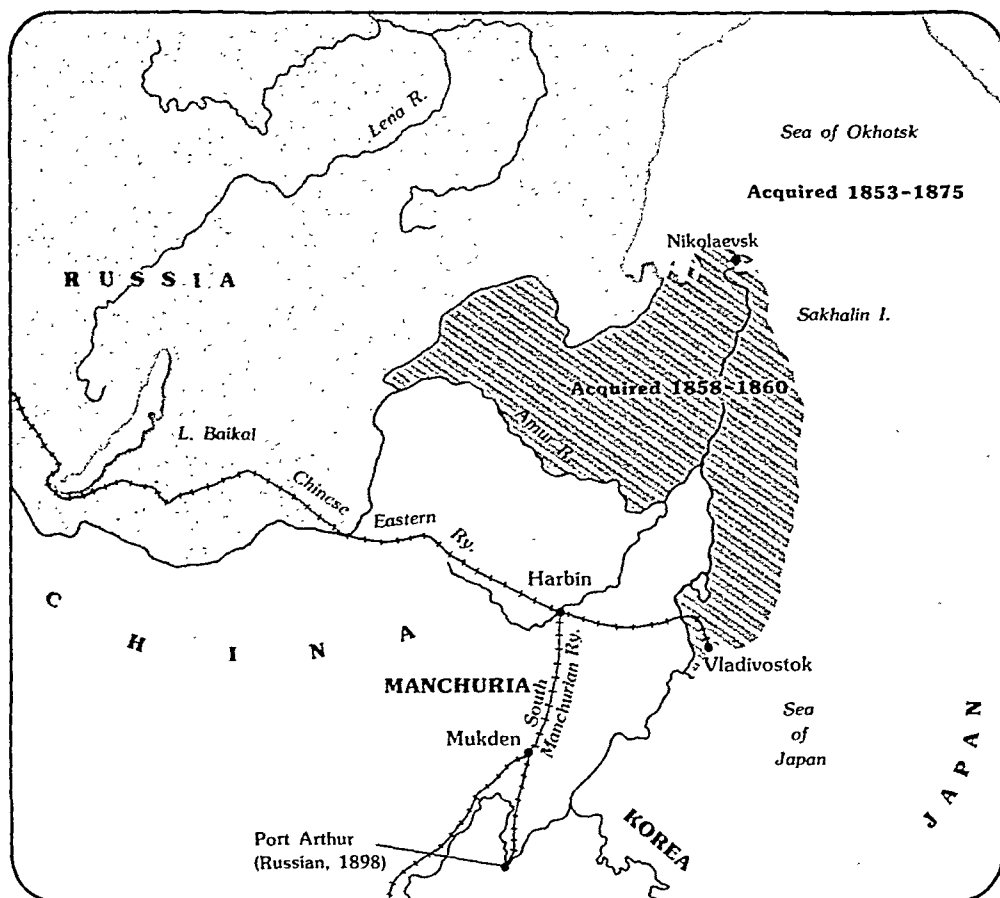 Lena R.
Sea of Okhotsk
Acquired 1853-1875
Nikolaevsk
RUSSIA
Sakhalin I.
Acquired 1858-1860
Amur R.
L. Baikal
Chinese Eastern Ry.
Harbin
CHINA
Vladivostok
MANCHURIA
South
Manchurian Ry.
Mukden
Sea
of
Japan
JAPAN
KOREA
Port Arthur
(Russian, 1898)